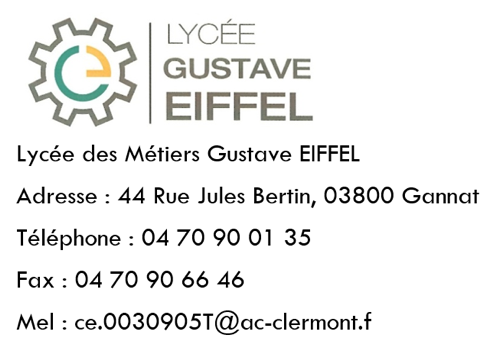 LYCÉE
GUSTAVE
EIFFEL
Lycée des Métiers Gustave EIFFEL
Adresse : 44 Rue Jules Bertin, 03800 Gannat
Téléphone : 04 70 90 01 35
Fax : 04 70 90 66 46
Mel : ce.0030905T@ac-clermont.f